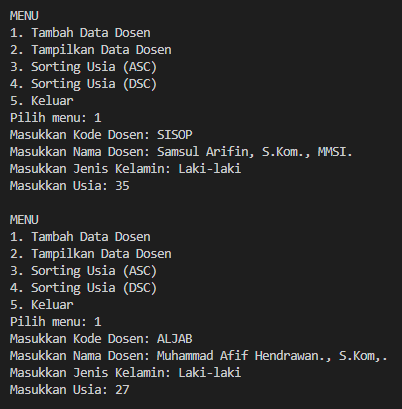 MENU
1. Tambah Data Dosen
2. Tampilkan Data Dosen
3. Sorting Usia (ASC)
4. Sorting Usia (DSC)
5. Keluar
Pilih menu: 1
Masukkan Kode Dosen: SISOP
Masukkan Nama Dosen: Samsul Arifin, S.Kom., MMSI.
Masukkan Jenis Kelamin: Laki-laki
Masukkan Usia: 35
MENU
1. Tambah Data Dosen
2. Tampilkan Data Dosen
3. Sorting Usia (ASC)
4. Sorting Usia (DSC)
5. Keluar
Pilih menu: 1
Masukkan Kode Dosen: ALJAB
Masukkan Nama Dosen: Muhammad Afif Hendrawan., S.Kom,.
Masukkan Jenis Kelamin: Laki-laki
Masukkan Usia: 27